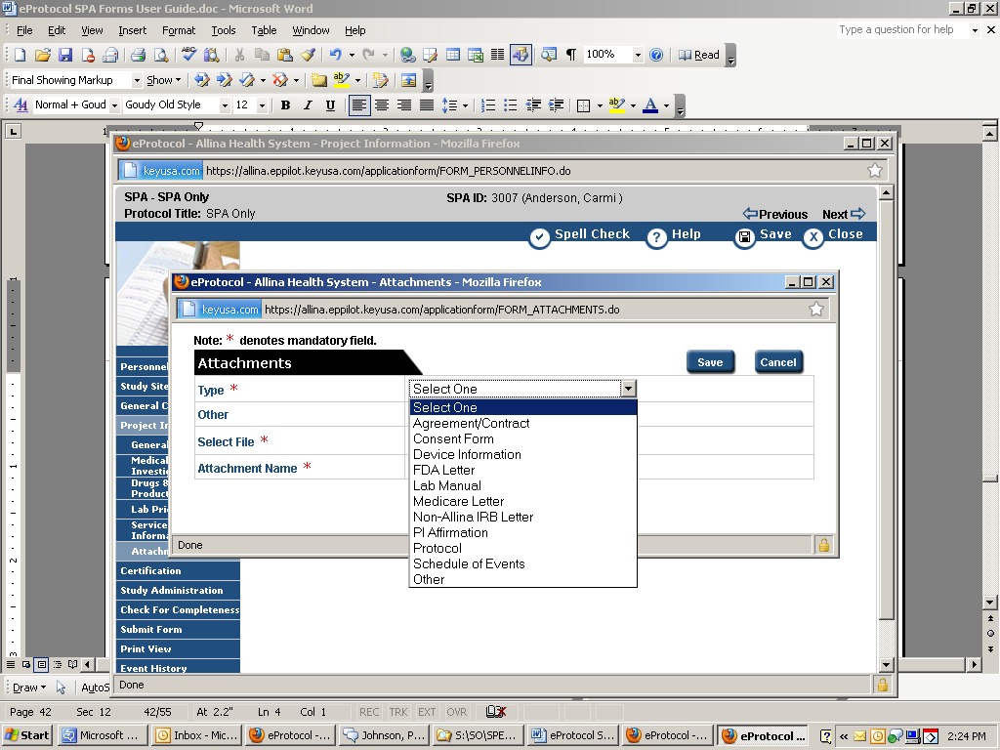 eProtocol SPA Forms User Guide.doc - Microsoft Word
File Edit View Insert Format Tools Table Window Help
Type a question for help
100% Read
Final Showing Markup Show
Normal + Goud Goudy Old Style 12 B I U
eProtocol - Allina Health System - Project Information - Mozilla Firefox
keyusa.com https://allina.eppilot.keyusa.com/applicationform/FORM_PERSONNELINFO.do
SPA - SPA Only SPA ID: 3007 (Anderson, Carmi )
Protocol Title: SPA Only Previous Next
Spell Check Help Save Close
eProtocol - Allina Health System - Attachments - Mozilla Firefox
keyusa.com https://allina.eppilot.keyusa.com/applicationform/FORM_ATTACHMENTS.do
Note: * denotes mandatory field.
Attachments Save Cancel
Type * Select One
Other
Select File *
Attachment Name *
Select One
Agreement/Contract
Consent Form
Device Information
FDA Letter
Lab Manual
Medicare Letter
Non-Allina IRB Letter
PI Affirmation
Protocol
Schedule of Events
Other
Done
Personne
Study Site
General C
Project Ir
General
Medical
Investi
Drugs &
Product
Lab Pri
Service
Inform
Attachn
Certification
Study Administration
Check For Completeness
Submit Form
Print View
Event History
Done
Draw AutoS
Page 42 Sec 12 42/55 At 2.2" Ln 4 Col 1 REC TRK EXT OVR
Start Microsoft ... Inbox - Mic... eProtocol -... Johnson, P... S:\SO\SPE... eProtocol S... eProtocol -... eProtocol ... 2:24 PM